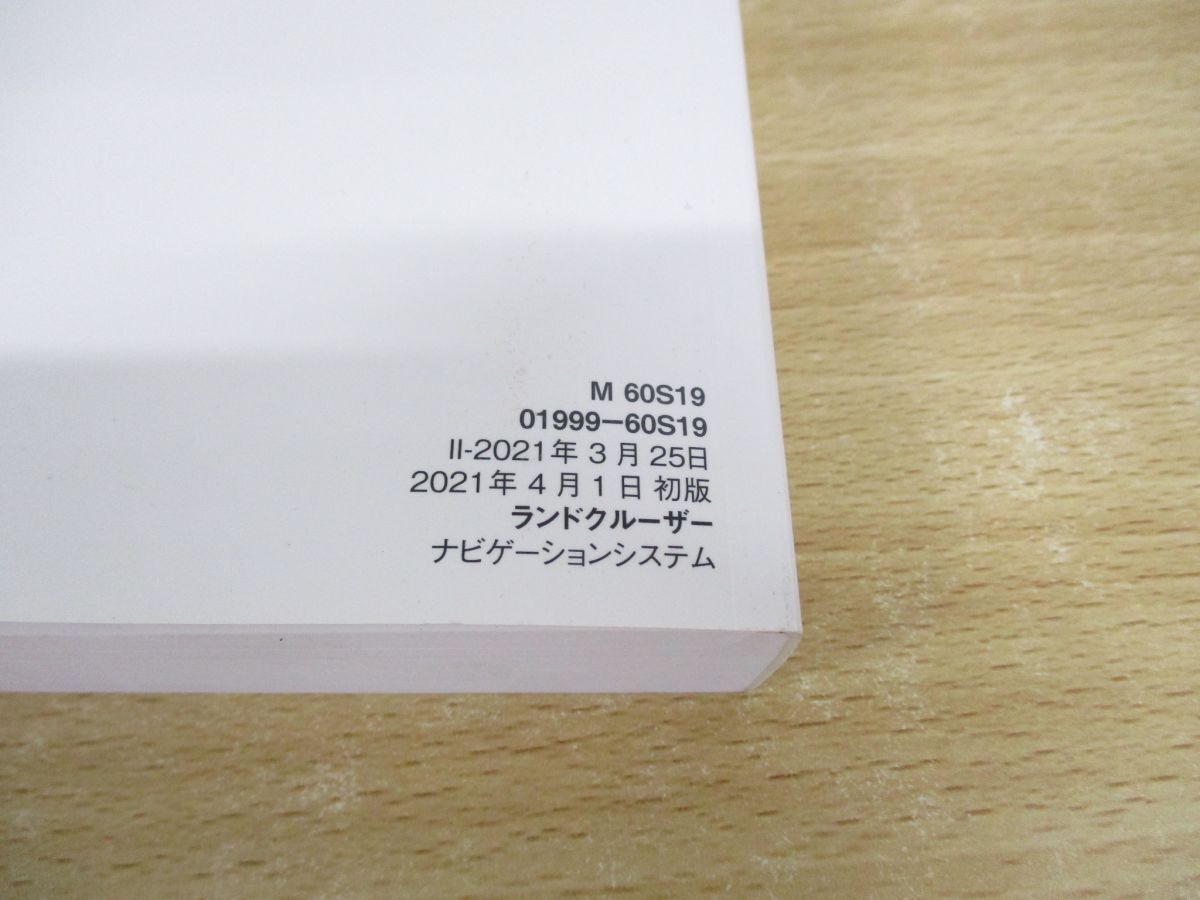 M 60S19
01999-60S19
II-2021年3月25日
2021年4月1日 初版
ランドクルーザー
ナビゲーションシステム